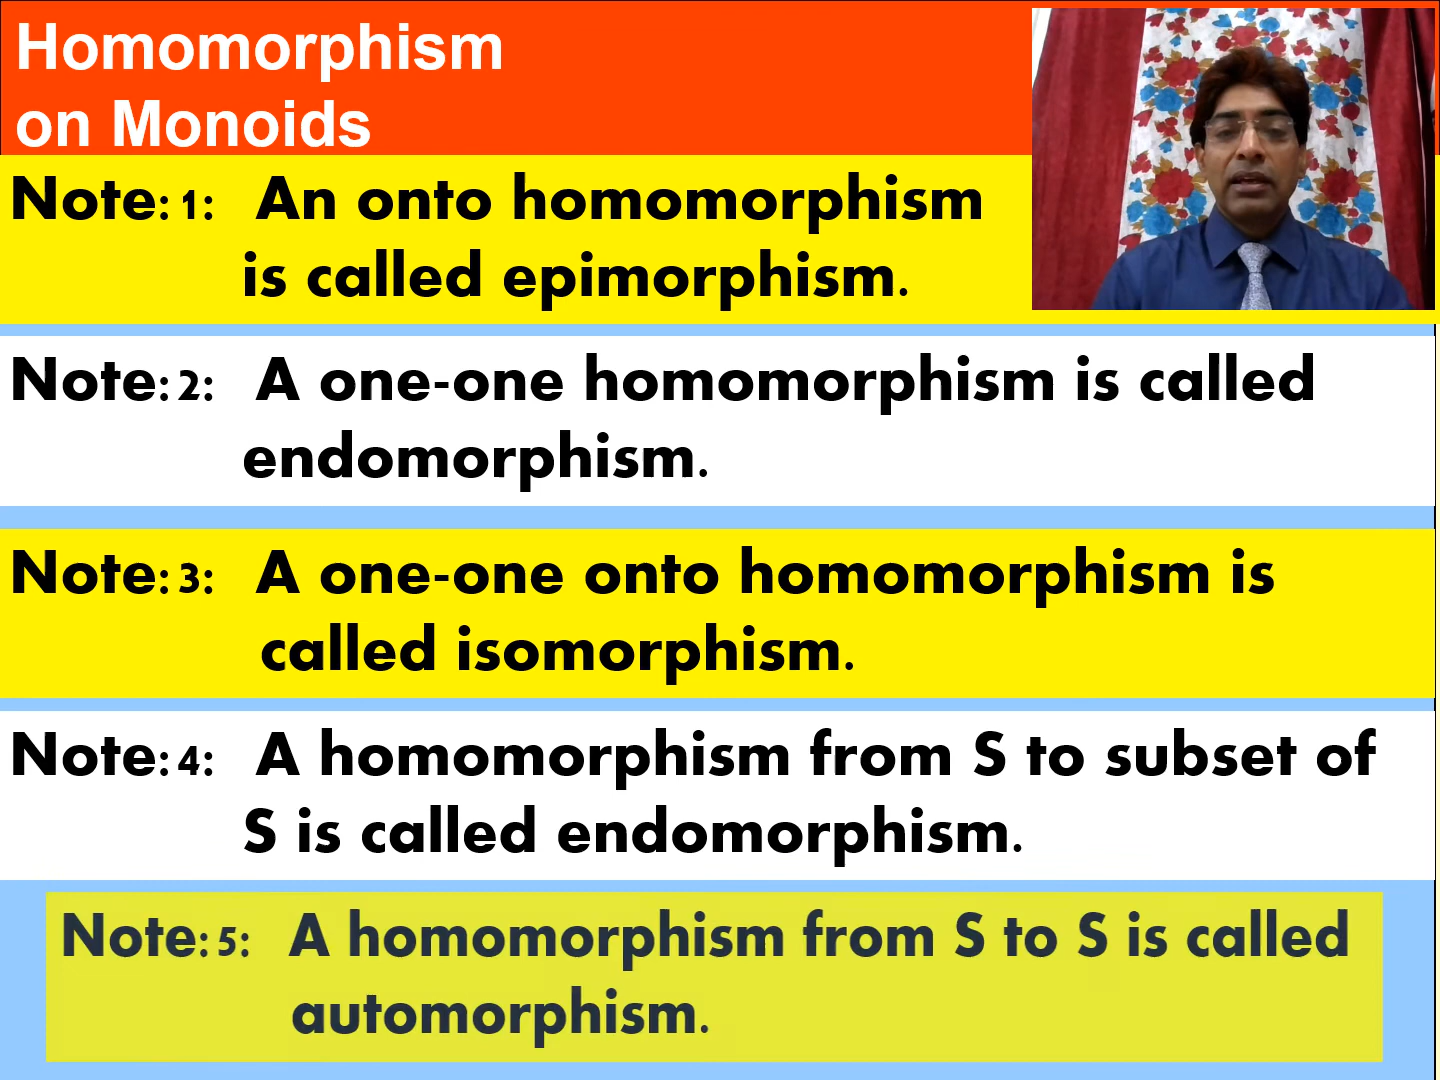 Homomorphism
on Monoids
Note: 1: An onto homomorphism
is called epimorphism.
Note: 2: A one-one homomorphism is called
endomorphism.
Note: 3: A one-one onto homomorphism is
called isomorphism.
Note: 4: A homomorphism from S to subset of
S is called endomorphism.
Note: 5: A homomorphism from S to S is called
automorphism.